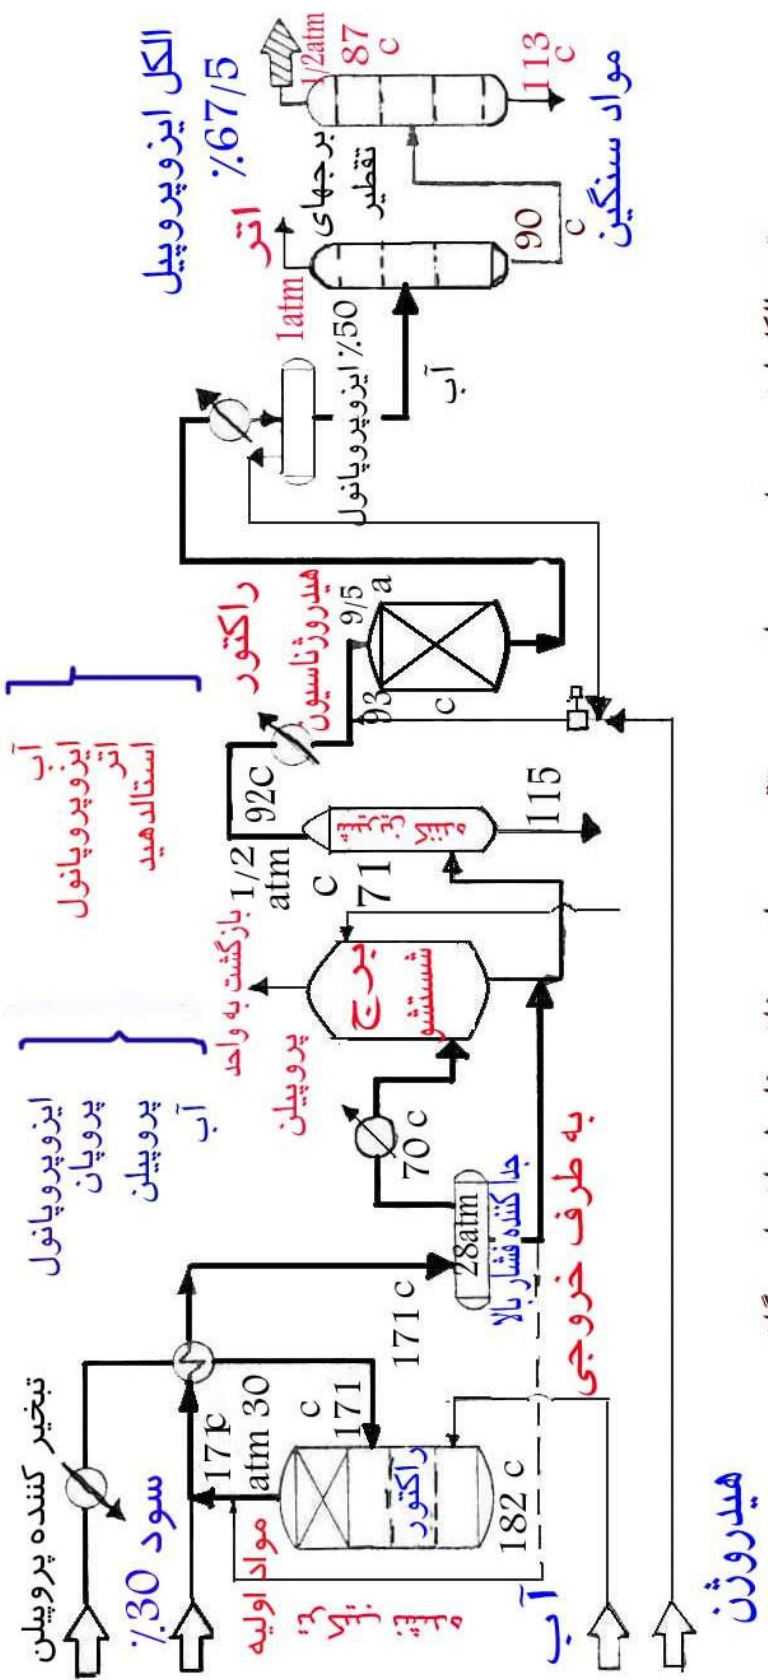 تبخیر کننده پروپیلن
سود 30%
مواد اولیه
171c
30 atm
171
c
راکتور
182 c
آب
هیدروژن
ایزوپروپانول
پروپان
پروپیلن
آب
171 c
28atm
جداکننده فشار بالا
به طرف خروجی
70 c
بازگشت به واحد
پروپیلن
برج
شستشو
71
c
آب
ایزوپروپانول
اتر
استالدهید
1/2
atm
92c
115
راکتور
هیدروژناسیون
9/5
a
93
c
1atm
ایزوپروپانول 50%
آب
اتر
برجهای
تقطیر
90
c
الکل ایزوپروپیل
%67/5
1/2atm
87
c
113
c
مواد سنگین